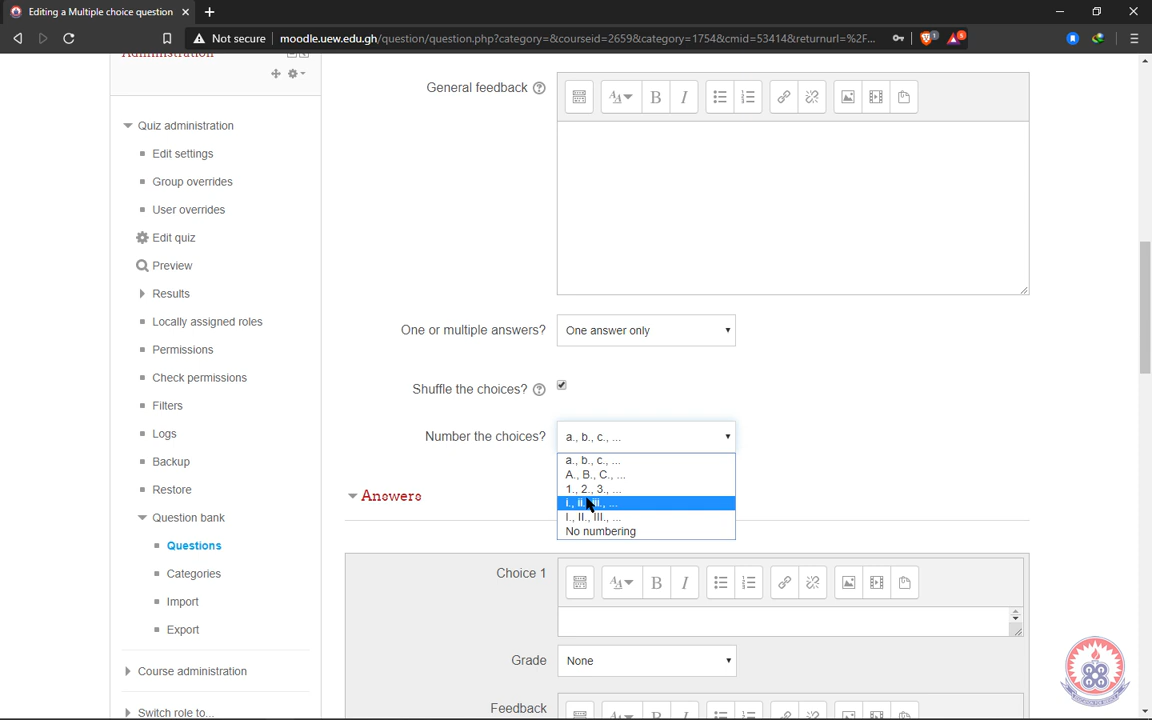 Editing a Multiple choice question
Not secure
moodle.uew.edu.gh/question/question.php?category=&courseid=2659&category=1754&cmid=53414&returnurl=%2F...
Administration
General feedback
Quiz administration
Edit settings
Group overrides
User overrides
Edit quiz
Preview
Results
Locally assigned roles
Permissions
Check permissions
Filters
Logs
Backup
Restore
Question bank
Questions
Categories
Import
Export
Course administration
Switch role to...
One or multiple answers?
One answer only
Shuffle the choices?
Number the choices?
a., b., c., ...
a., b., c., ...
A., B., C., ...
1., 2., 3., ...
i., ii., iii., ...
I., II., III., ...
No numbering
Answers
Choice 1
Grade
None
Feedback